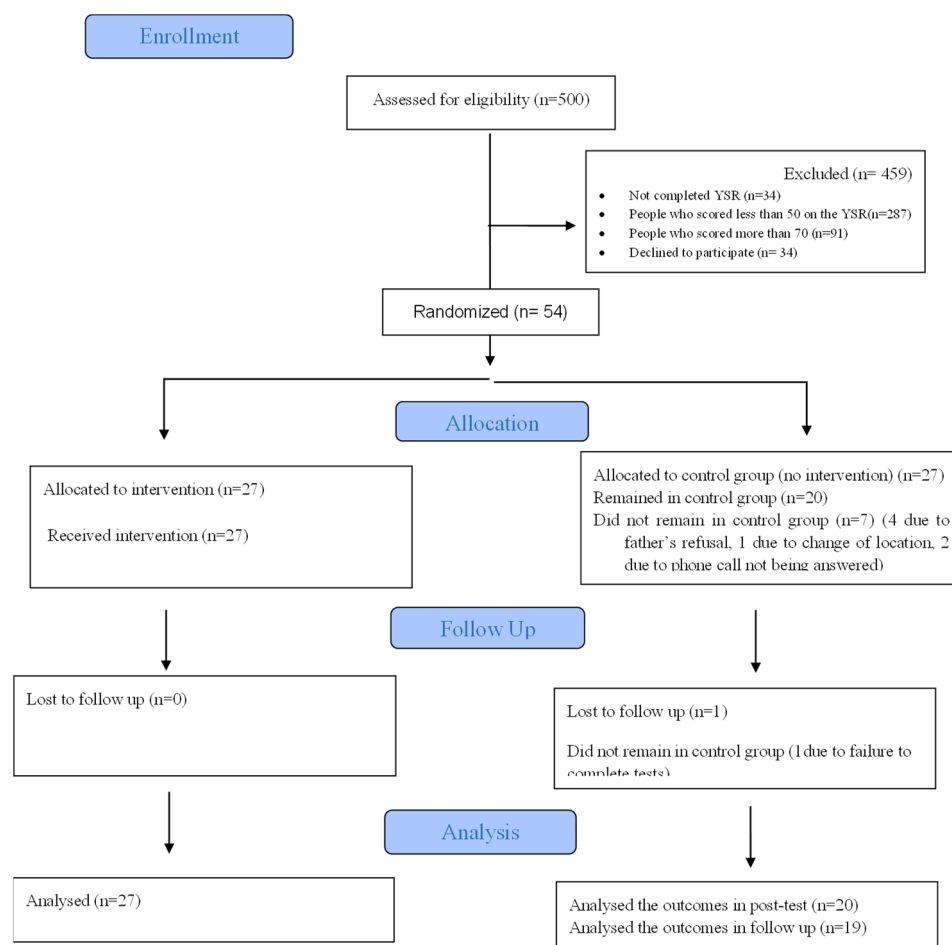 Enrollment
Assessed for eligibility (n=500)
Excluded (n= 459)
• Not completed YSR (n=34)
• People who scored less than 50 on the YSR(n=287)
• People who scored more than 70 (n=91)
• Declined to participate (n= 34)
Randomized (n= 54)
Allocation
Allocated to intervention (n=27)
Received intervention (n=27)
Allocated to control group (no intervention) (n=27)
Remained in control group (n=20)
Did not remain in control group (n=7) (4 due to
father's refusal, 1 due to change of location, 2
due to phone call not being answered)
Follow Up
Lost to follow up (n=0)
Lost to follow up (n=1)
Did not remain in control group (1due to failure to
complete tests)
Analysis
Analysed (n=27)
Analysed the outcomes in post-test (n=20)
Analysed the outcomes in follow up (n=19)